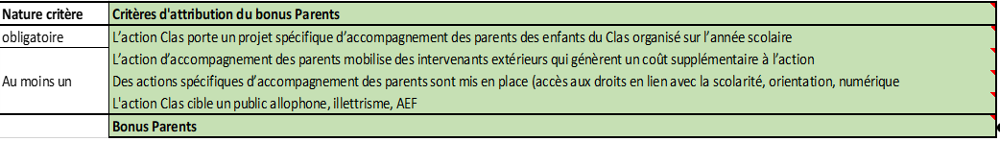 Nature critère Critères d'attribution du bonus Parents
obligatoire L'action Clas porte un projet spécifique d'accompagnement des parents des enfants du Clas organisé sur l'année scolaire
L'action d'accompagnement des parents mobilise des intervenants extérieurs qui génèrent un coût supplémentaire à l'action
Au moins un Des actions spécifiques d'accompagnement des parents sont mis en place (accès aux droits en lien avec la scolarité, orientation, numérique
L'action Clas cible un public allophone, illettrisme, AEF
Bonus Parents